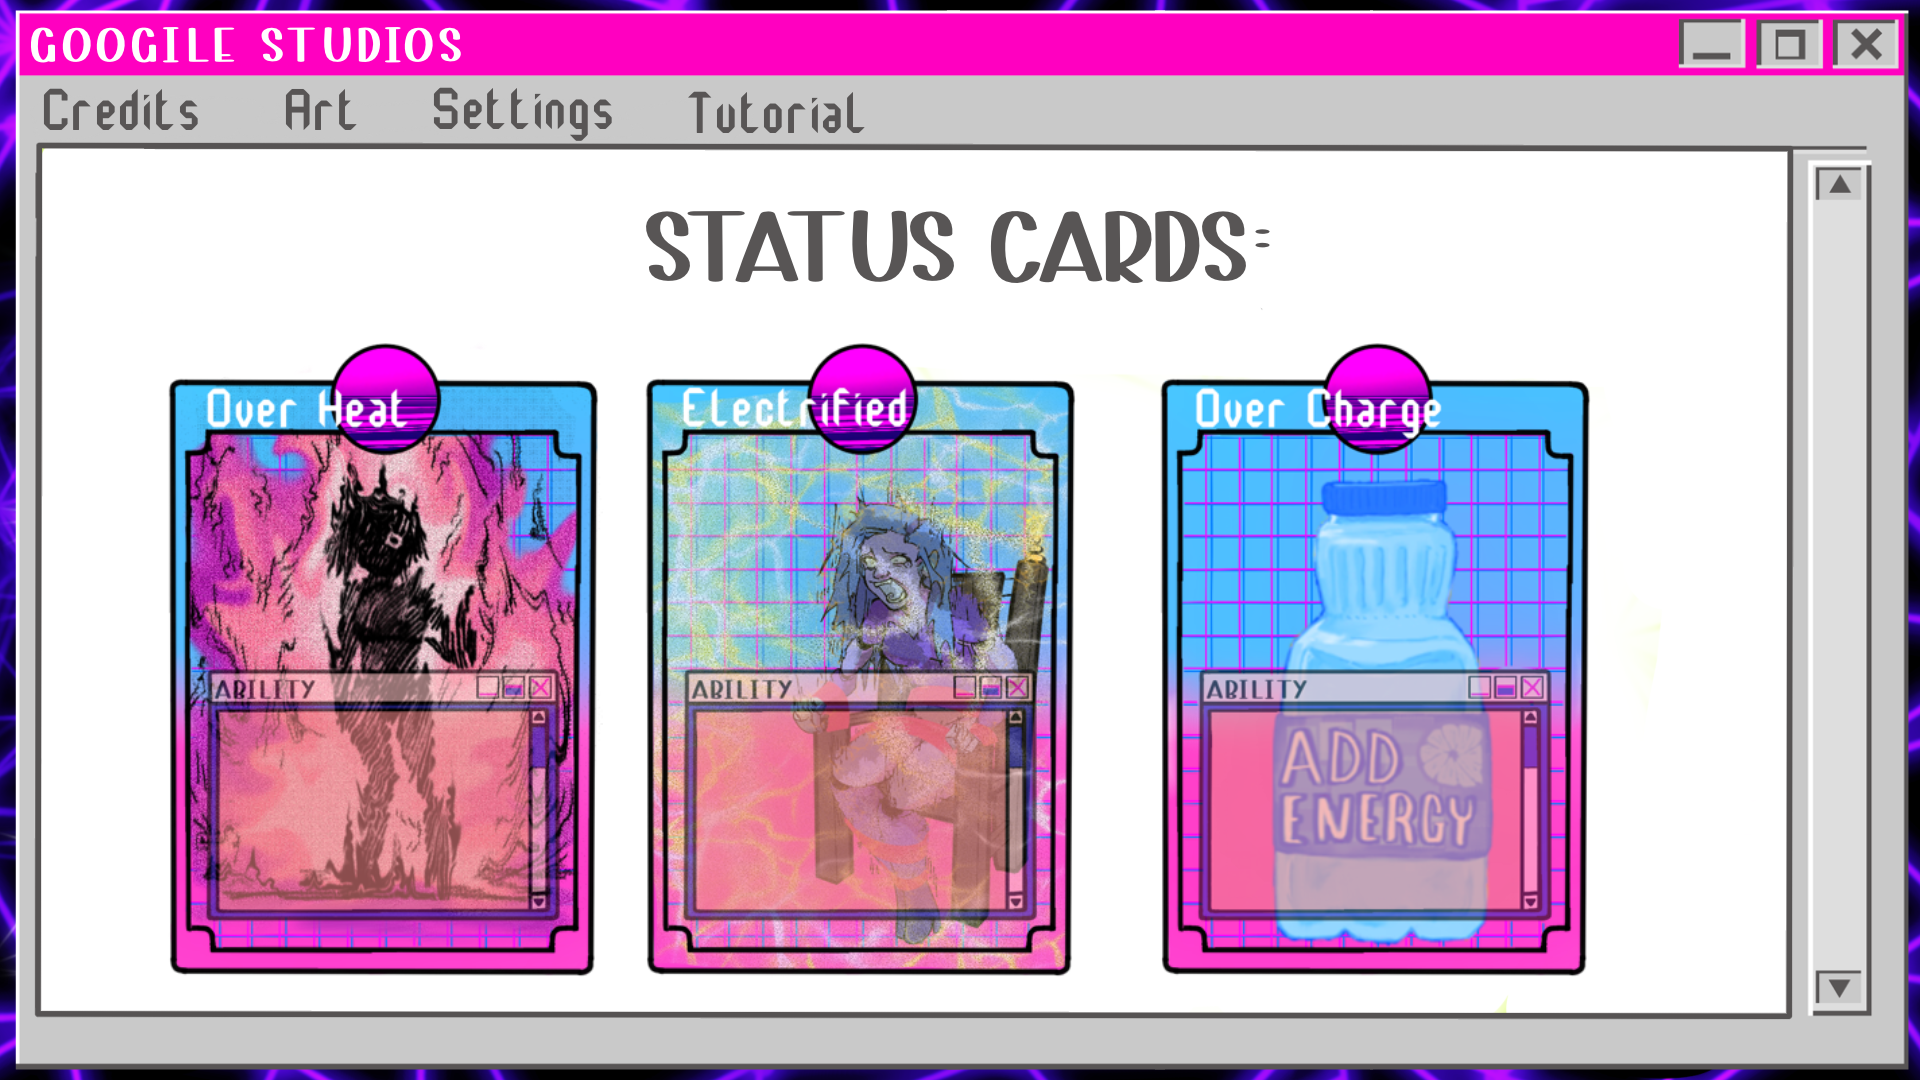 GOOGILE STUDIOS
Credits Art Settings Tutorial
STATUS CARDS:
Over Heat
ABILITY
Electrified
ABILITY
Over Charge
ABILITY
ADD
ENERGY